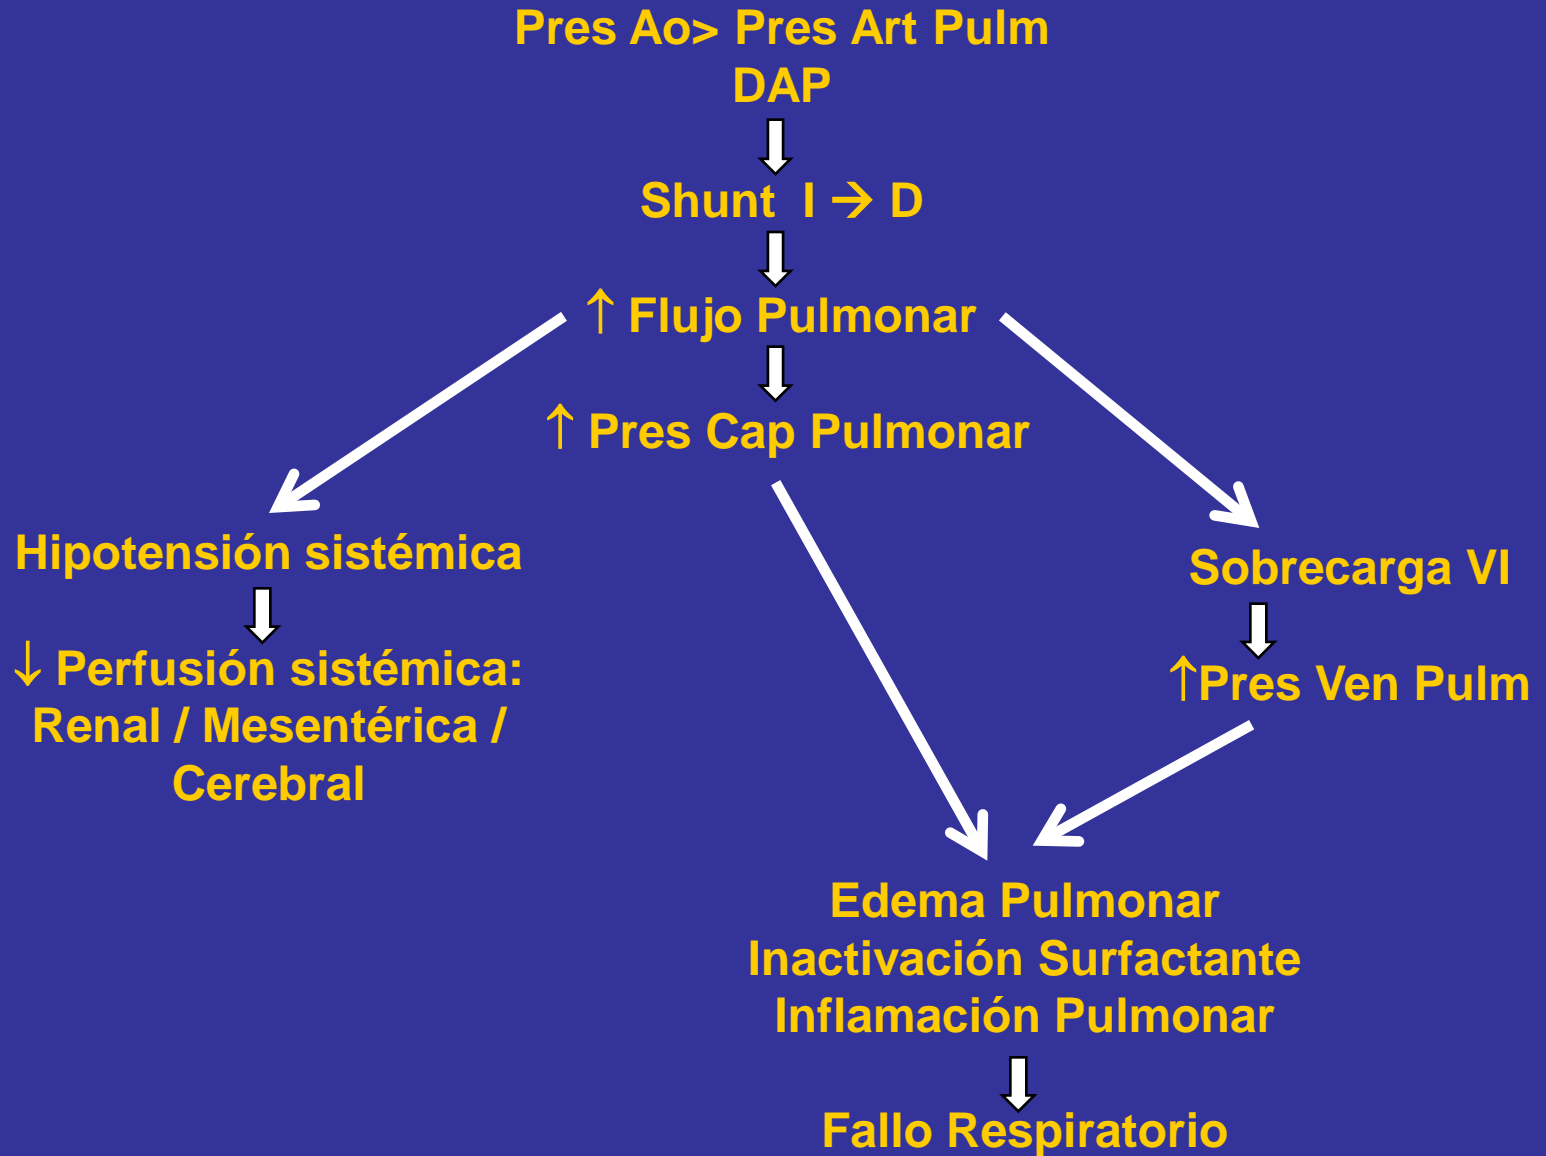 Pres Ao> Pres Art Pulm
DAP
Shunt I → D
↑ Flujo Pulmonar
↑ Pres Cap Pulmonar
Hipotensión sistémica
↓ Perfusión sistémica:
Renal / Mesentérica /
Cerebral
Sobrecarga VI
↑Pres Ven Pulm
Edema Pulmonar
Inactivación Surfactante
Inflamación Pulmonar
Fallo Respiratorio